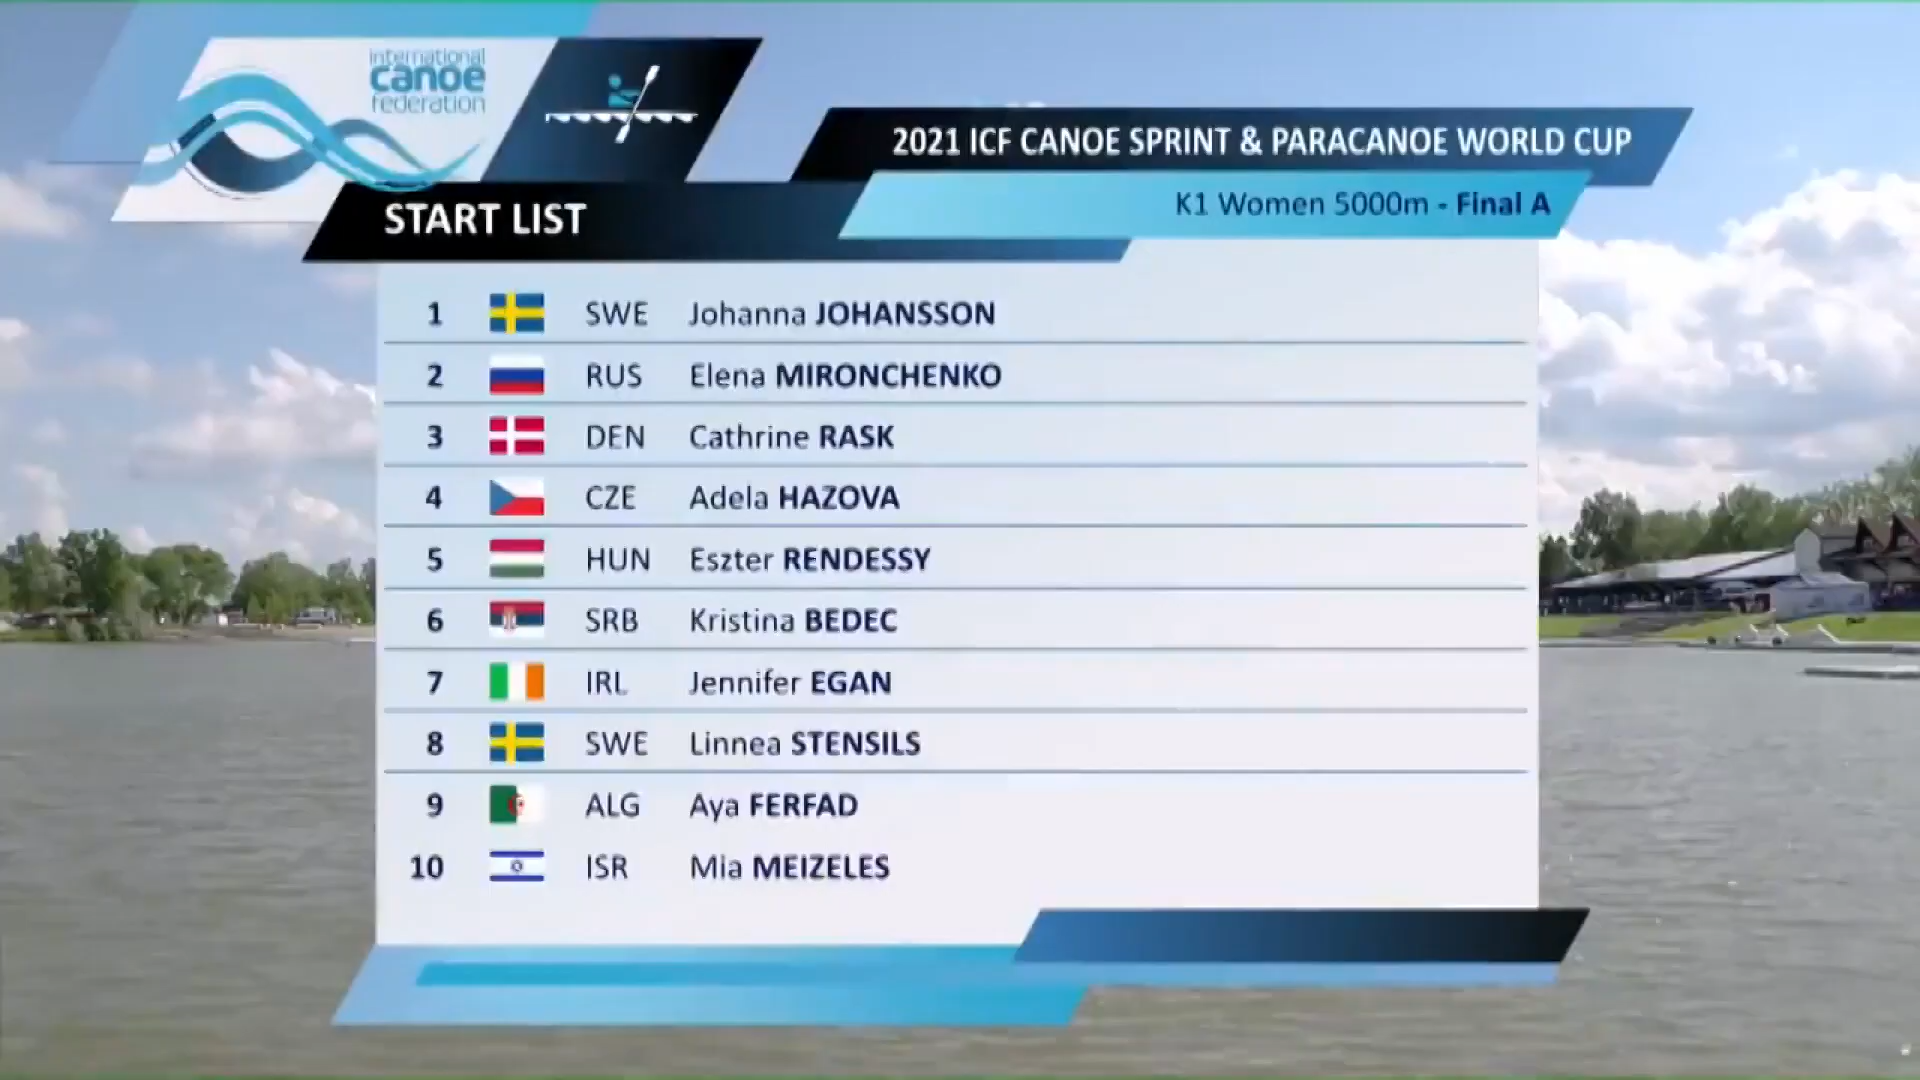 international
canoe
federation
2021 ICF CANOE SPRINT & PARACANOE WORLD CUP
K1 Women 5000m - Final A
START LIST
1 SWE Johanna JOHANSSON
2 RUS Elena MIRONCHENKO
3 DEN Cathrine RASK
4 CZE Adela HAZOVA
5 HUN Eszter RENDESSY
6 SRB Kristina BEDEC
7 IRL Jennifer EGAN
8 SWE Linnea STENSILS
9 ALG Aya FERFAD
10 ISR Mia MEIZELES